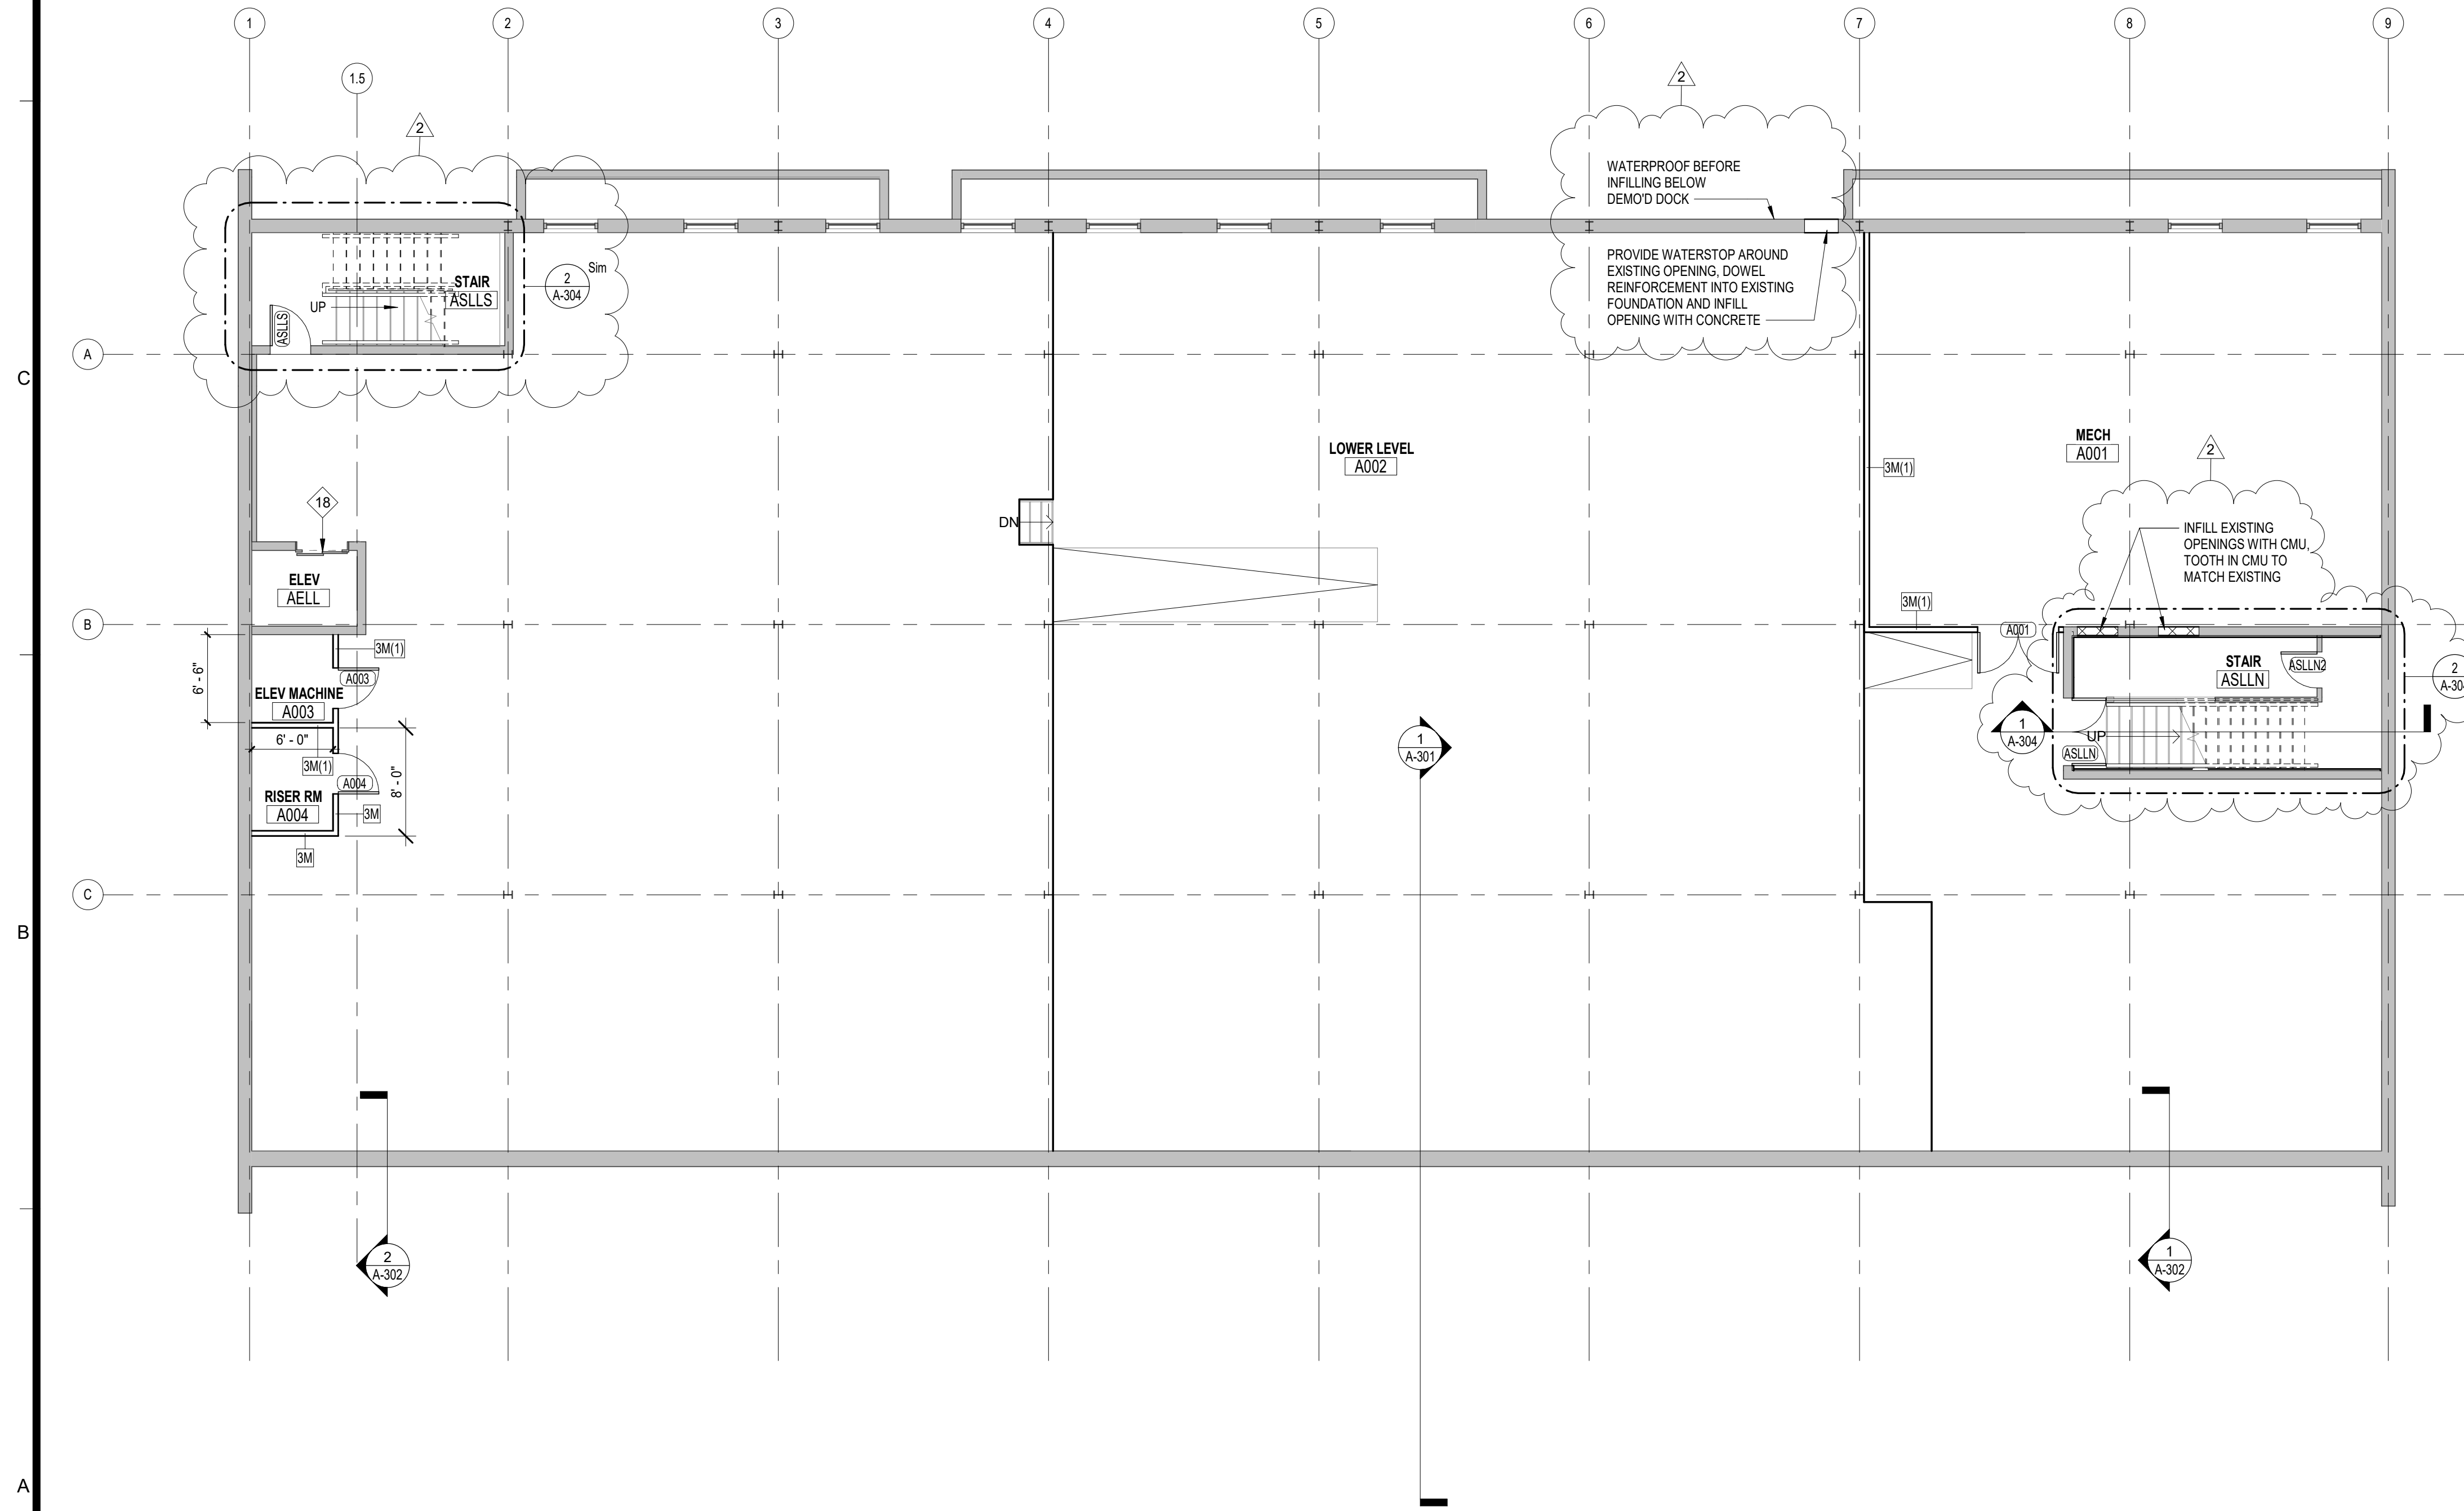 1
2
3
4
5
6
7
8
9
1.5
2
2
WATERPROOF BEFORE
INFILLING BELOW
DEMO'D DOCK
PROVIDE WATERSTOP AROUND
EXISTING OPENING, DOWEL
REINFORCEMENT INTO EXISTING
FOUNDATION AND INFILL
OPENING WITH CONCRETE
STAIR
ASLLS
UP
ASLLS
2
A-304
Sim
A
C
LOWER LEVEL
A002
MECH
A001
2
3M(1)
18
DN
INFILL EXISTING
OPENINGS WITH CMU,
TOOTH IN CMU TO
MATCH EXISTING
ELEV
AELL
B
3M(1)
A001
3M(1)
6' - 6"
A003
ELEV MACHINE
A003
STAIR
ASLLN
ASLLN2
2
6' - 0"
3M(1)
8' - 0"
A004
RISER RM
A004
3M
3M
1
A-301
1
A-304
UP
ASLLN
C
B
2
A-302
1
A-302
A